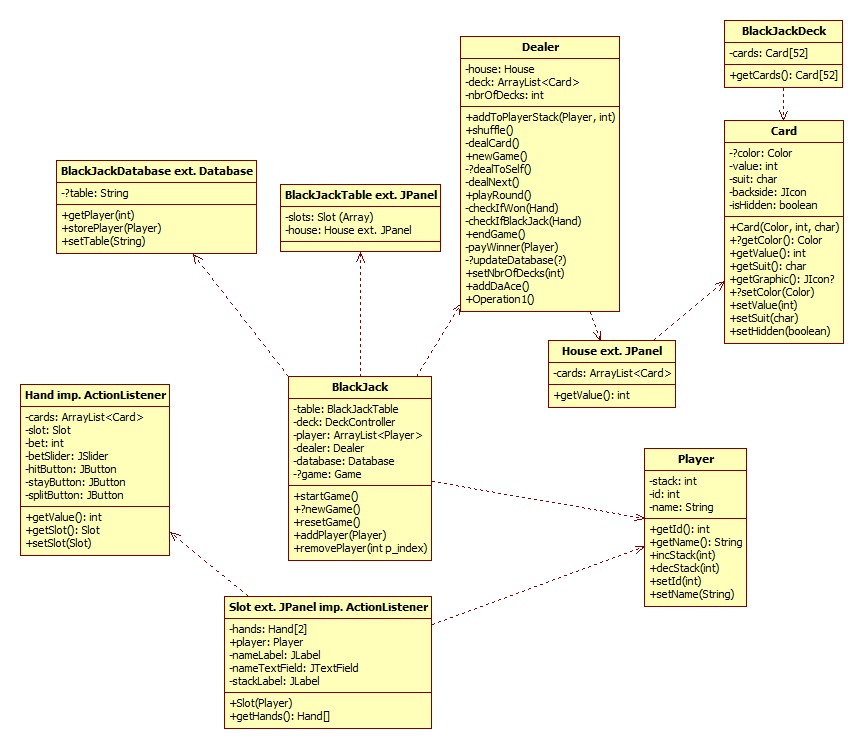 BlackJackDeck
-cards: Card[52]
+getCards(): Card[52]
Dealer
-house: House
-deck: ArrayList<Card>
-nbrOfDecks: int
+addToPlayerStack(Player, int)
+shuffle()
-dealCard()
+newGame()
-?dealToSelf()
-dealNext()
+playRound()
-checkIfWon(Hand)
-checkIfBlackJack(Hand)
+endGame()
-payWinner(Player)
-?updateDatabase(?)
+setNbrOfDecks(int)
+addDaAce()
+Operation1()
Card
-?color: Color
-value: int
-suit: char
-backside: JIcon
-isHidden: boolean
+Card(Color, int, char)
+?getColor(): Color
+getValue(): int
+getSuit(): char
+getGraphic(): JIcon?
+?setColor(Color)
+setValue(int)
+setSuit(char)
+setHidden(boolean)
BlackJackDatabase ext. Database
-?table: String
+getPlayer(int)
+storePlayer(Player)
+setTable(String)
BlackJackTable ext. JPanel
-slots: Slot (Array)
-house: House ext. JPanel
House ext. JPanel
-cards: ArrayList<Card>
+getValue(): int
Hand imp. ActionListener
-cards: ArrayList<Card>
-slot: Slot
-bet: int
-betSlider: JSlider
-hitButton: JButton
-stayButton: JButton
-splitButton: JButton
+getValue(): int
+getSlot(): Slot
+setSlot(Slot)
BlackJack
-table: BlackJackTable
-deck: DeckController
-player: ArrayList<Player>
-dealer: Dealer
-database: Database
-?game: Game
+startGame()
+?newGame()
+resetGame()
+addPlayer(Player)
+removePlayer(int p_index)
Player
-stack: int
-id: int
-name: String
+getId(): int
+getName(): String
+incStack(int)
+decStack(int)
+setId(int)
+setName(String)
Slot ext. JPanel imp. ActionListener
-hands: Hand[2]
+player: Player
-nameLabel: JLabel
-nameTextField: JTextField
-stackLabel: JLabel
+Slot(Player)
+getHands(): Hand[]